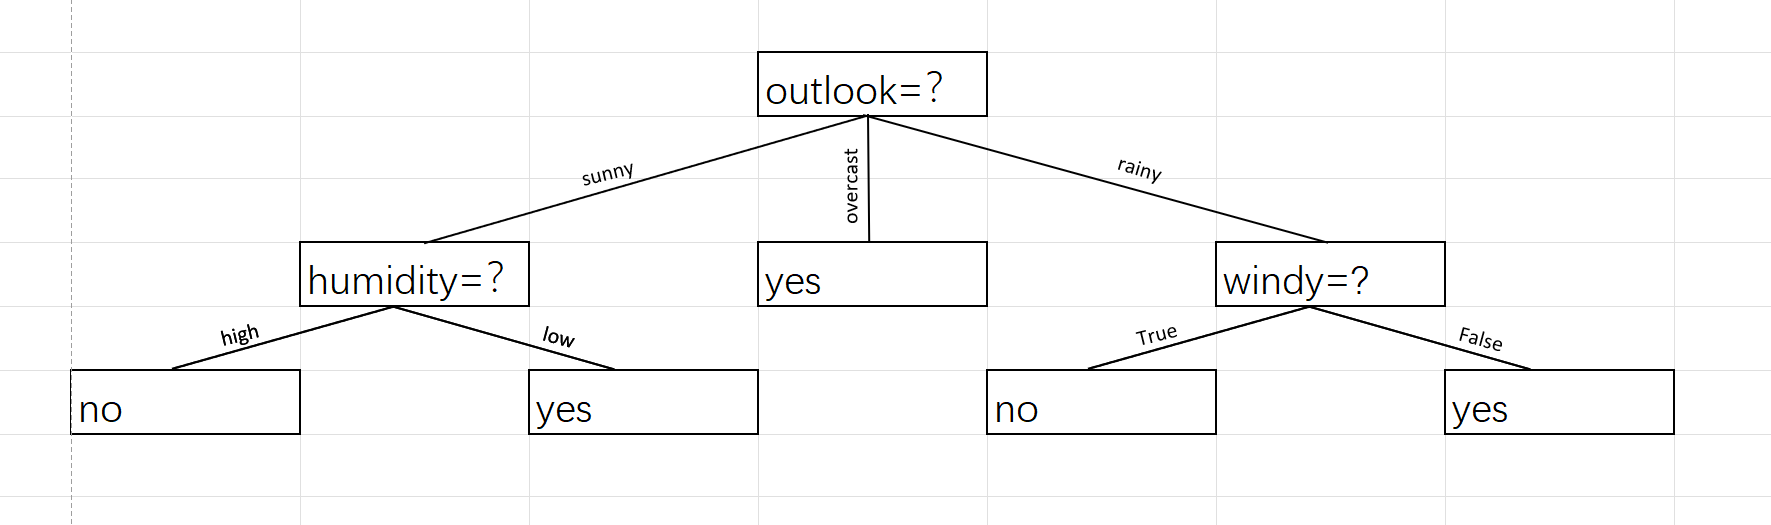 outlook=？
sunny
overcast
rainy
humidity=？
yes
windy=?
high
low
True
False
no
yes
no
yes